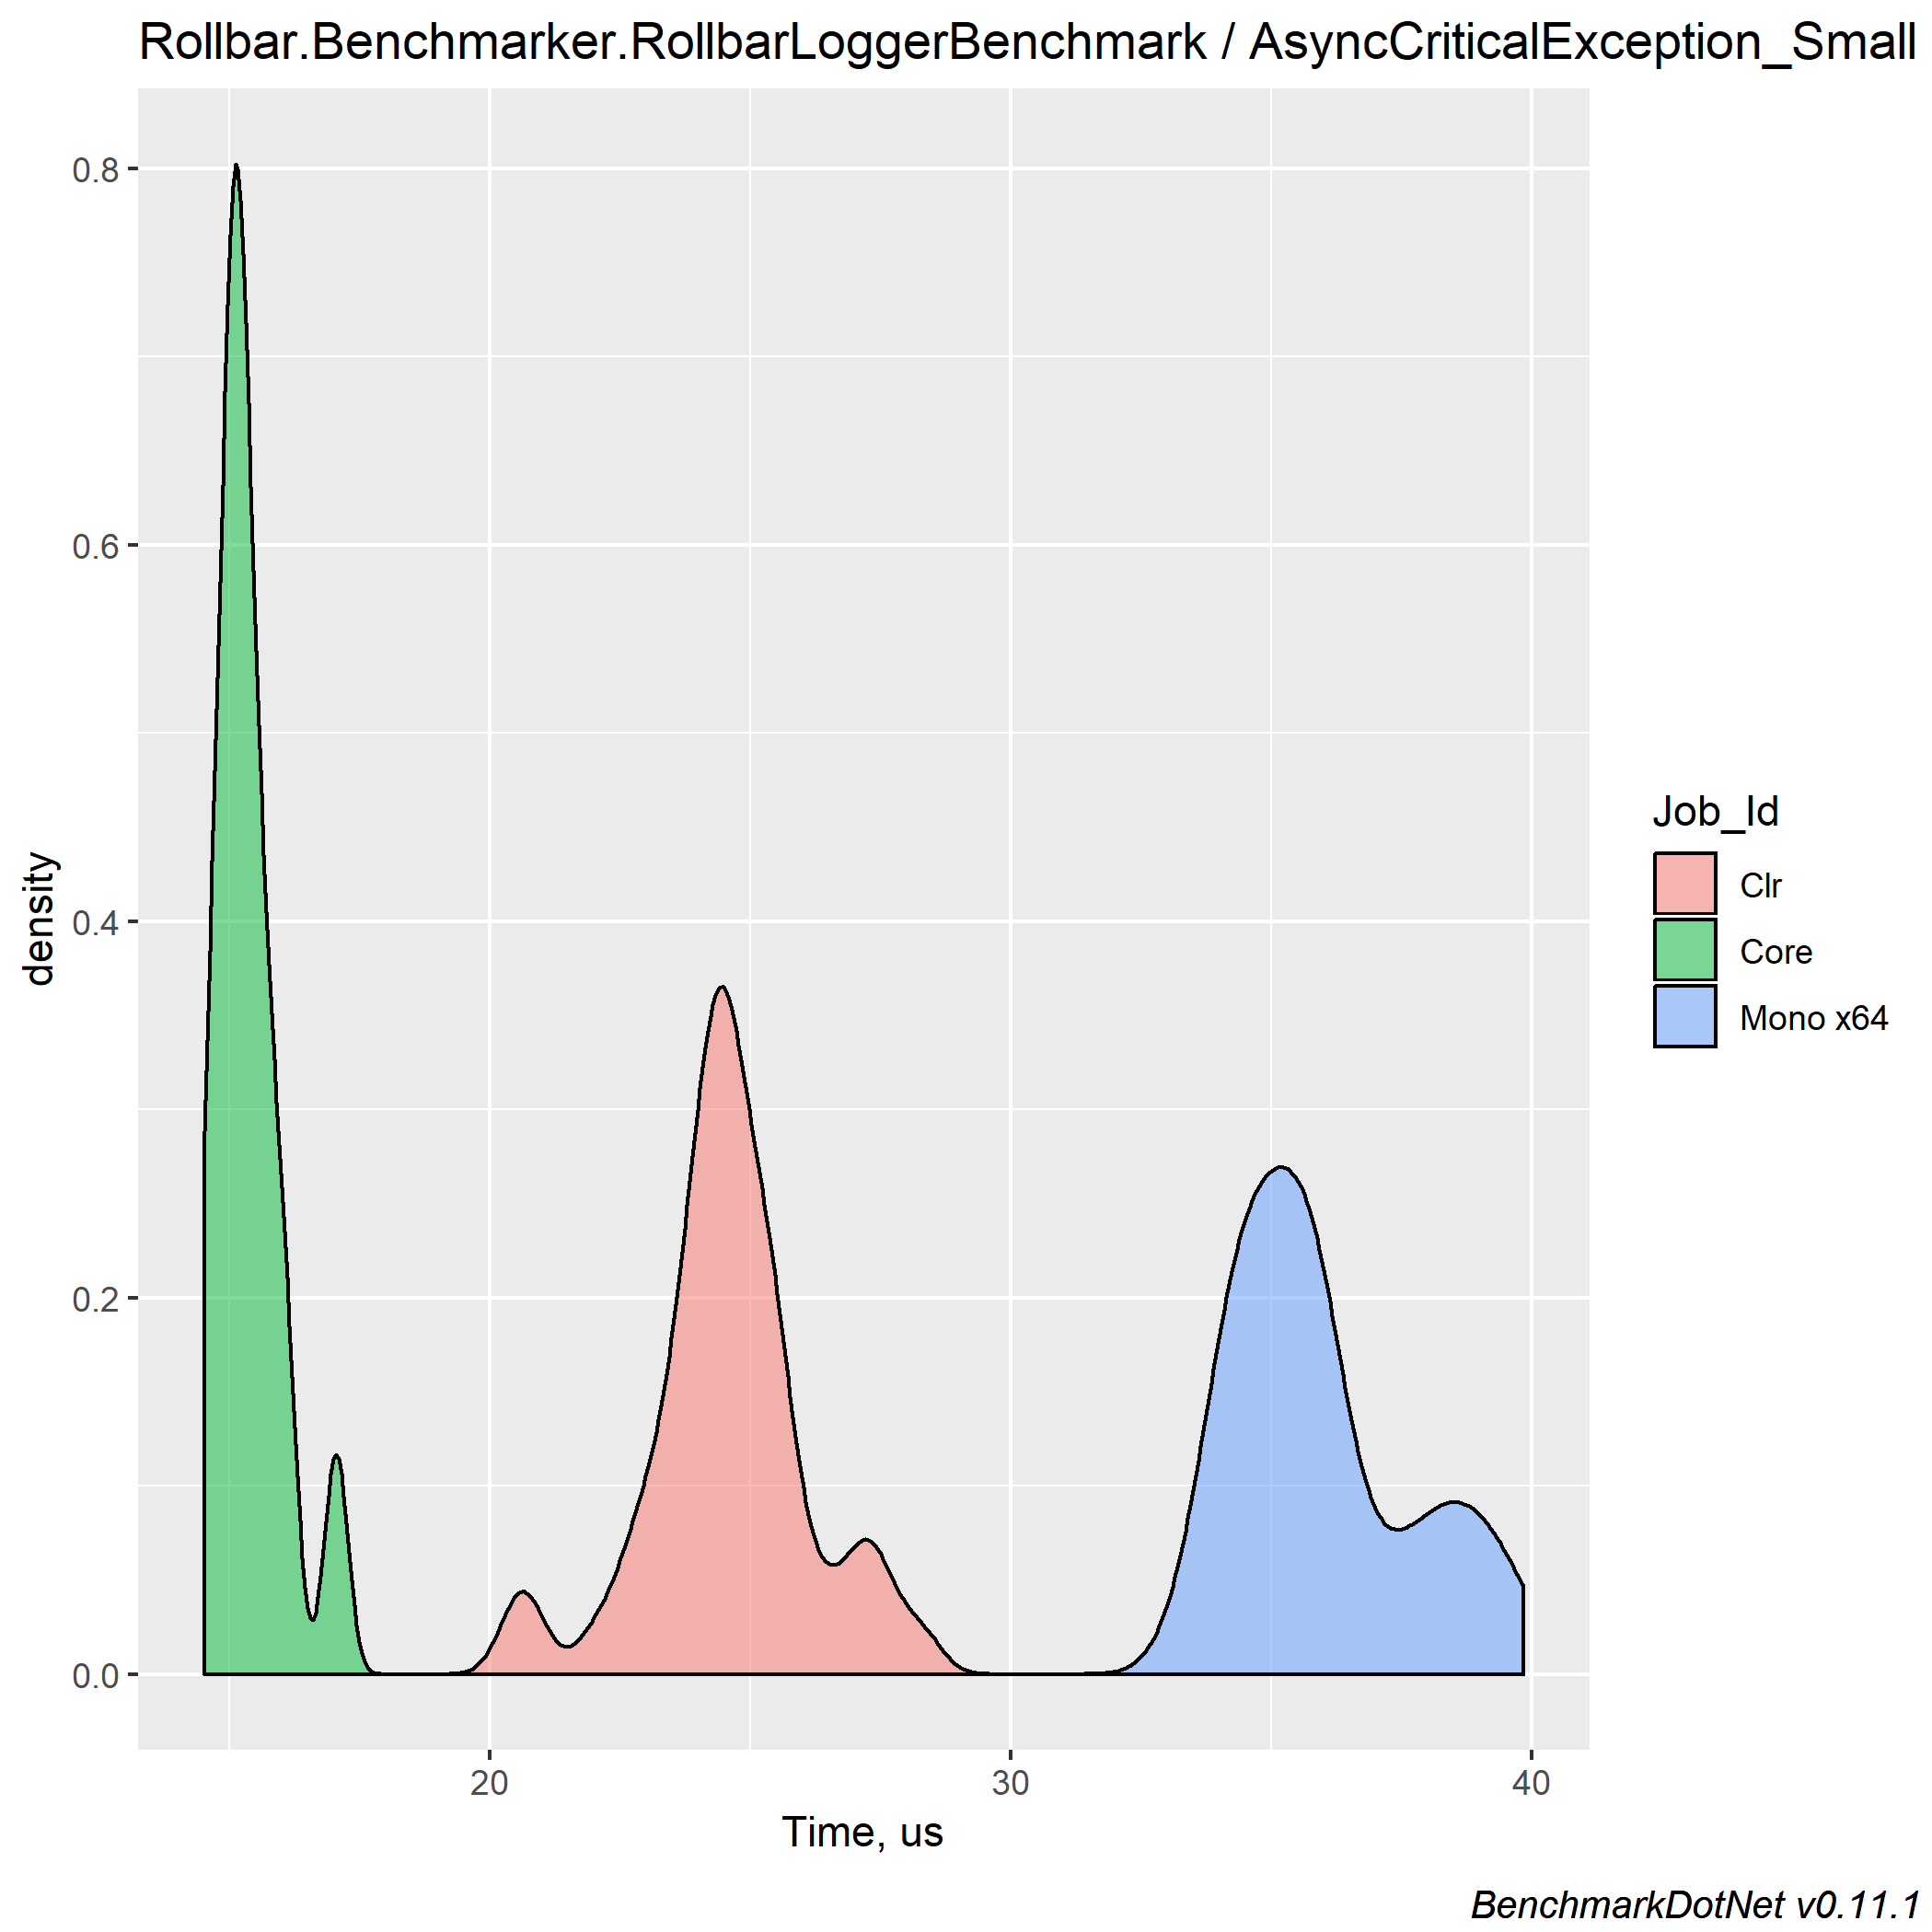 Rollbar.Benchmarker.RollbarLoggerBenchmark / AsyncCriticalException_Small
0.8
0.6
0.4
0.2
0.0
density
20 30 40
Time, us
Job_Id
Clr
Core
Mono x64
BenchmarkDotNet v0.11.1